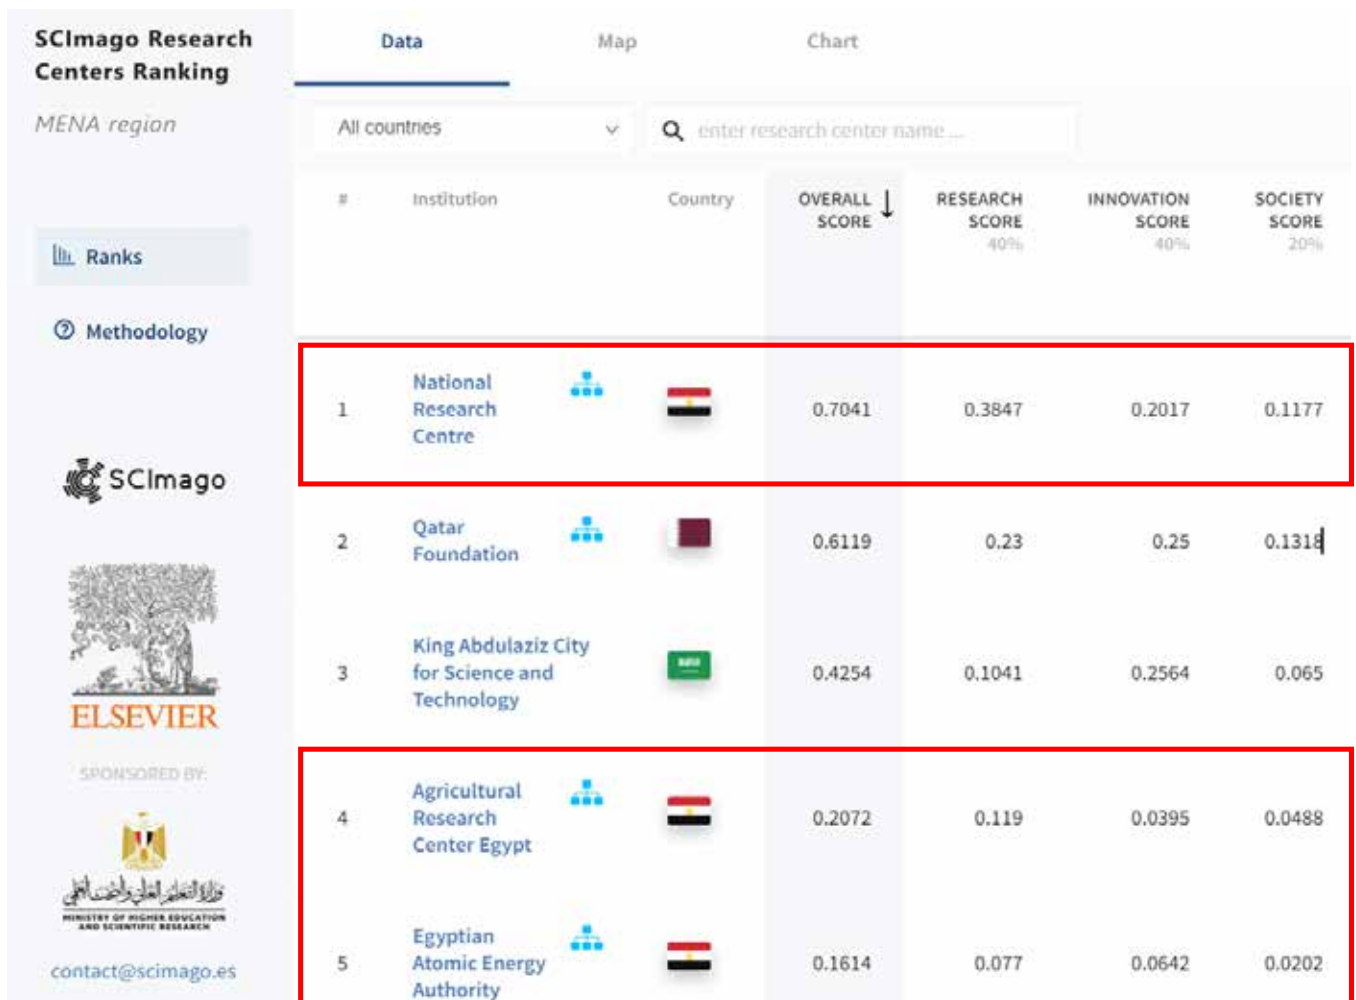 SCImago Research
Centers Ranking
MENA region
Ranks
Methodology
SCImago
ELSEVIER
SPONSORED BY:
وزارة التعليم العالي والبحث العلمي
MINISTRY OF HIGHER EDUCATION
AND SCIENTIFIC RESEARCH
contact@scimago.es
Data Map Chart
All countries enter research center name ...
# Institution Country OVERALL SCORE ↓ RESEARCH SCORE 40% INNOVATION SCORE 40% SOCIETY SCORE 20%
1 National Research Centre 0.7041 0.3847 0.2017 0.1177
2 Qatar Foundation 0.6119 0.23 0.25 0.1318
3 King Abdulaziz City for Science and Technology 0.4254 0.1041 0.2564 0.065
4 Agricultural Research Center Egypt 0.2072 0.119 0.0395 0.0488
5 Egyptian Atomic Energy Authority 0.1614 0.077 0.0642 0.0202